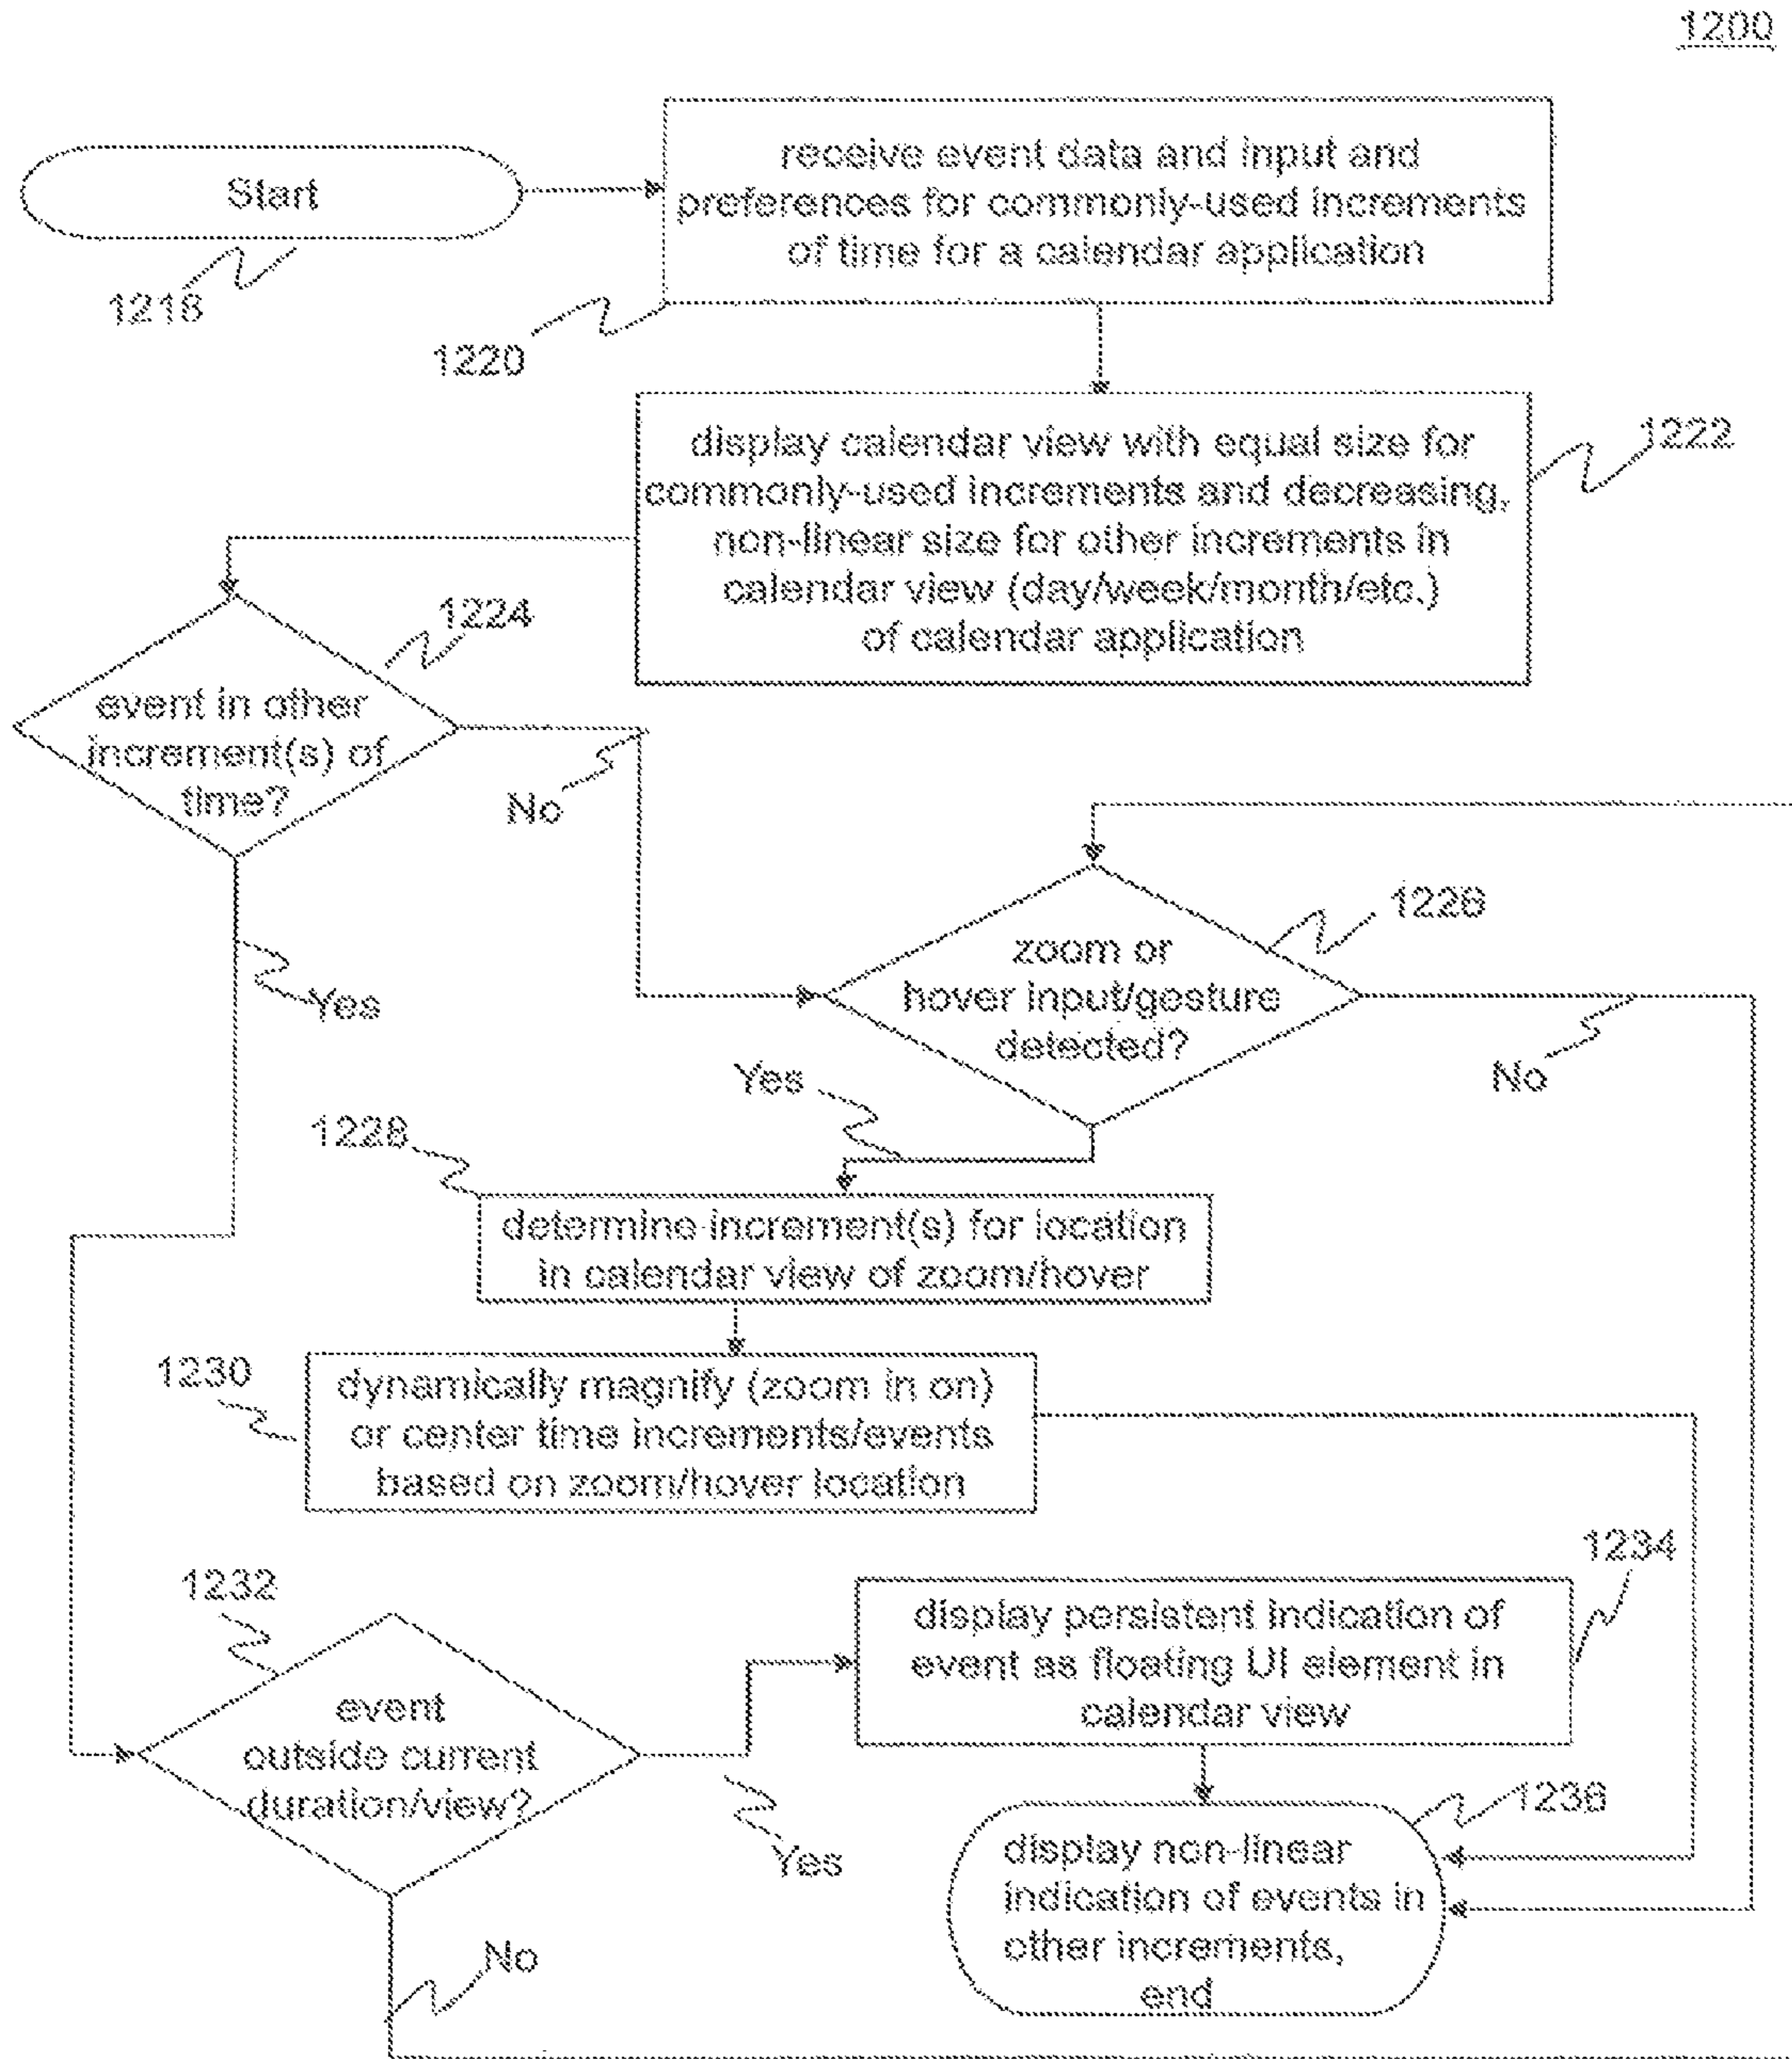 1200
Start
1218
receive event data and input and
preferences for commonly-used increments
of time for a calendar application
1220
display calendar view with equal size for
commonly-used increments and decreasing,
non-linear size for other increments in
calendar view (day/week/month/etc.)
of calendar application
1222
1224
event in other
increment(s) of
time?
No
Yes
1226
zoom or
hover input/gesture
detected?
Yes
No
1228
determine increment(s) for location
in calendar view of zoom/hover
1230
dynamically magnify (zoom in on)
or center time increments/events
based on zoom/hover location
1232
event
outside current
duration/view?
Yes
No
1234
display persistent indication of
event as floating UI element in
calendar view
1236
display non-linear
indication of events in
other increments,
end